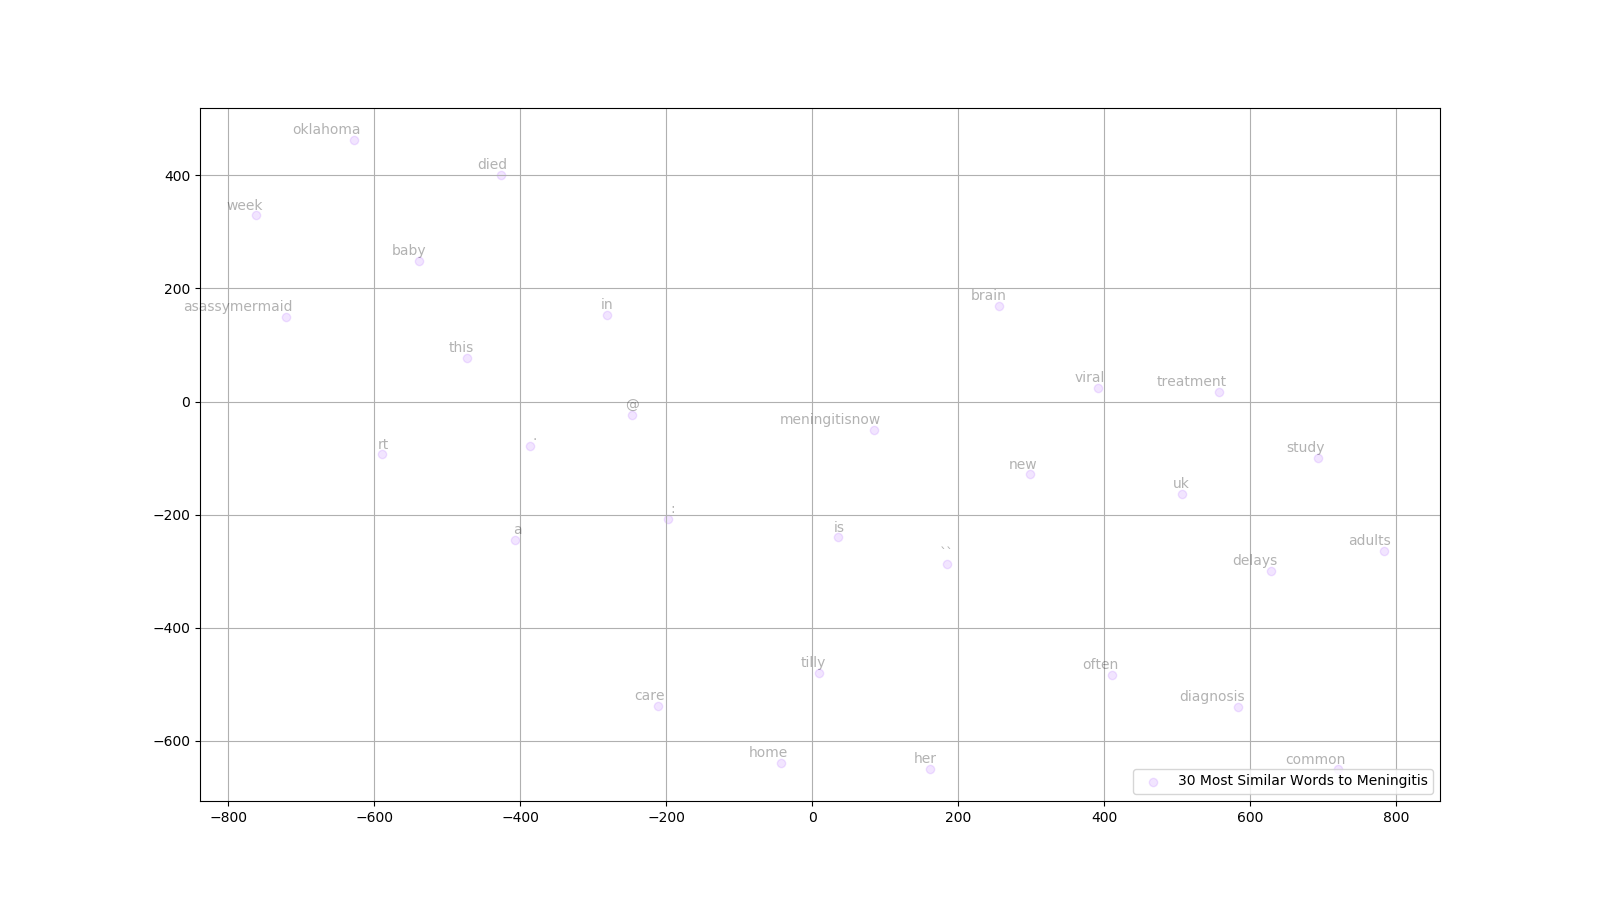 oklahoma
died
400
week
baby
200
brain
asassymermaid
in
this
viral
treatment
0
@
meningitisnow
rt
.
study
new
uk
−200
:
a
is
``
adults
delays
−400
tilly
often
care
diagnosis
−600
home
her
common
30 Most Similar Words to Meningitis
−800 −600 −400 −200 0 200 400 600 800